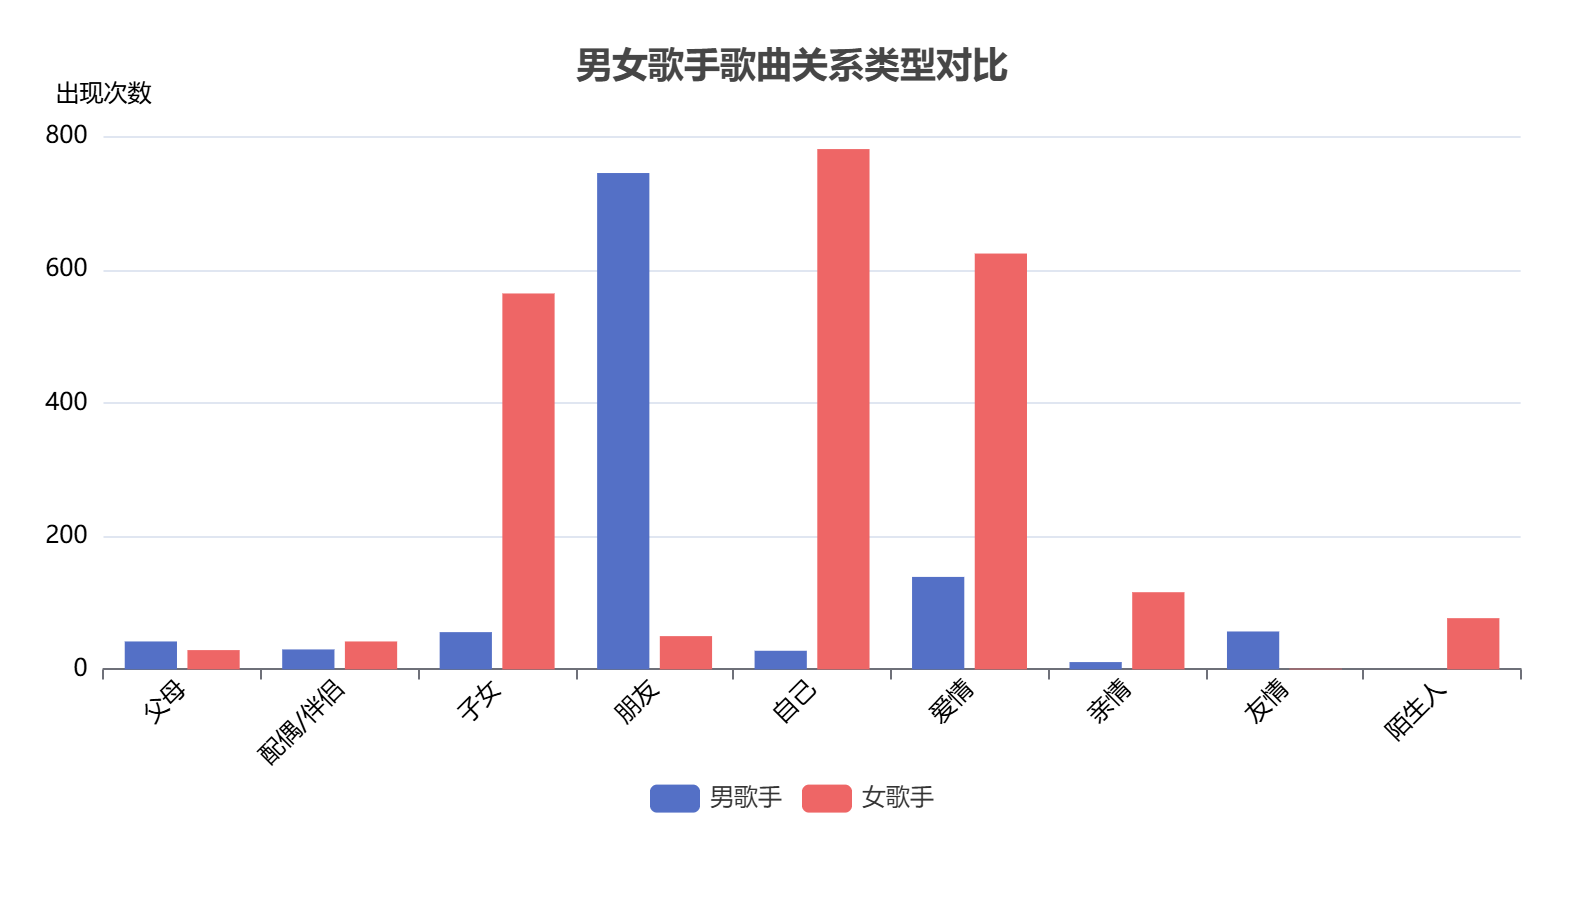 男女歌手歌曲关系类型对比
出现次数
800
600
400
200
0
父母
配偶/伴侣
子女
朋友
自己
爱情
亲情
友情
陌生人
男歌手
女歌手